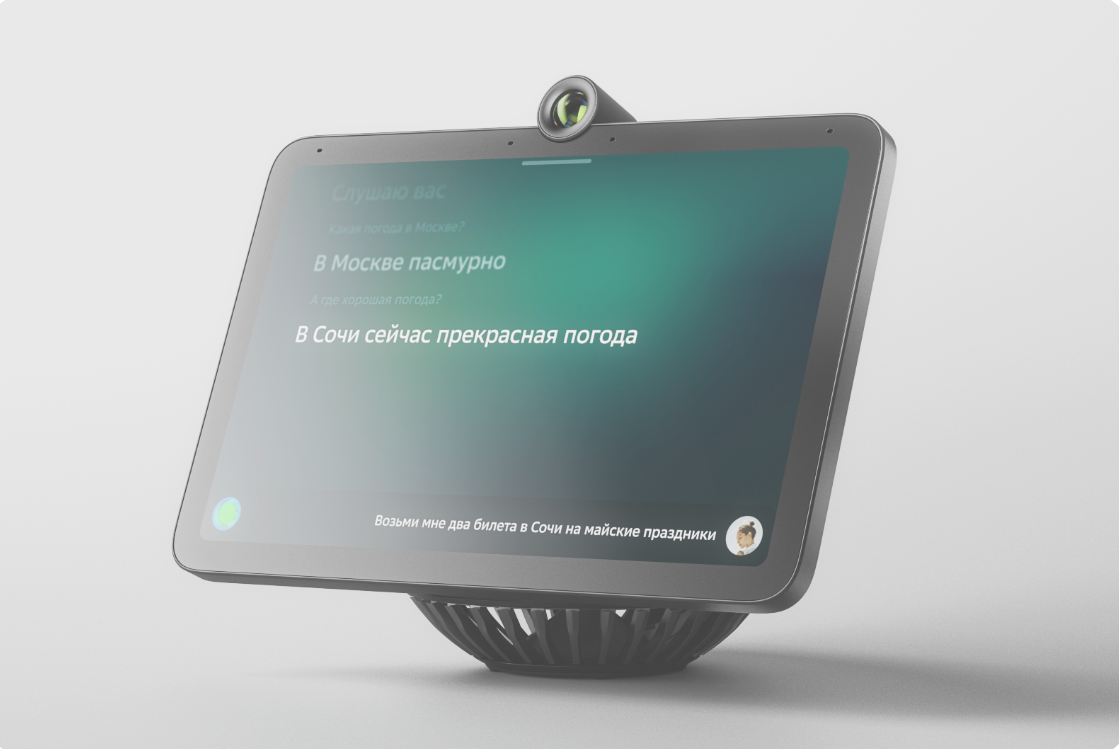 Слушаю вас
Какая погода в Москве?
В Москве пасмурно
А где хорошая погода?
В Сочи сейчас прекрасная погода
Возьми мне два билета в Сочи на майские праздники